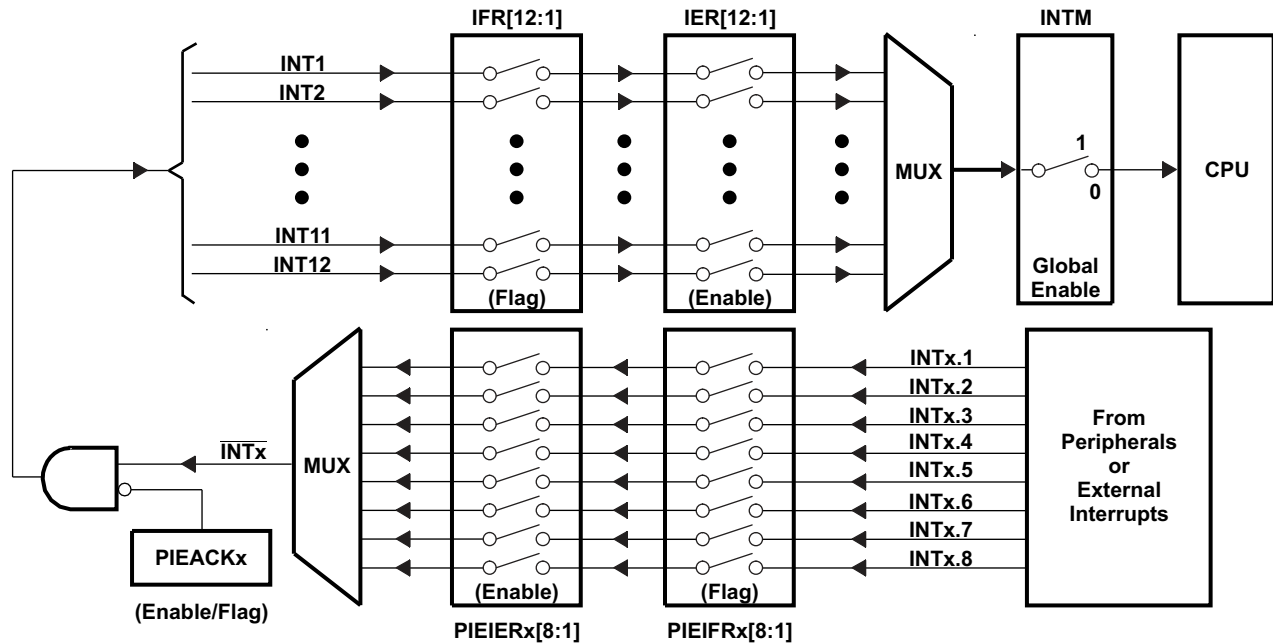 IFR[12:1]
IER[12:1]
INTM
INT1
INT2
1
MUX
CPU
0
INT11
INT12
Global
Enable
(Flag)
(Enable)
INTx.1
INTx.2
INTx.3
INTx.4
INTx.5
INTx.6
INTx.7
INTx.8
From
Peripherals
or
External
Interrupts
INTx
MUX
PIEACKx
(Enable/Flag)
(Enable)
(Flag)
PIEIERx[8:1]
PIEIFRx[8:1]